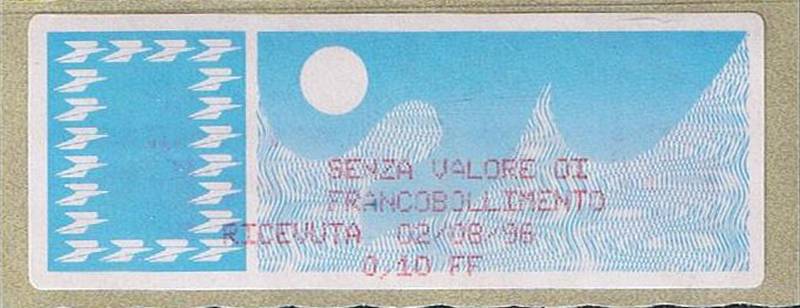 SENZA VALORE DI
FRANCOBOLLIMENTO
RICEVUTA 02/08/96
0,10 FF